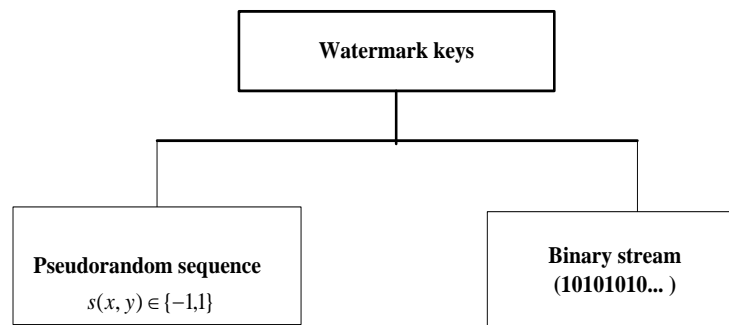 Watermark keys
Pseudorandom sequence
s(x, y) ∈ {−1,1}
Binary stream
(10101010... )